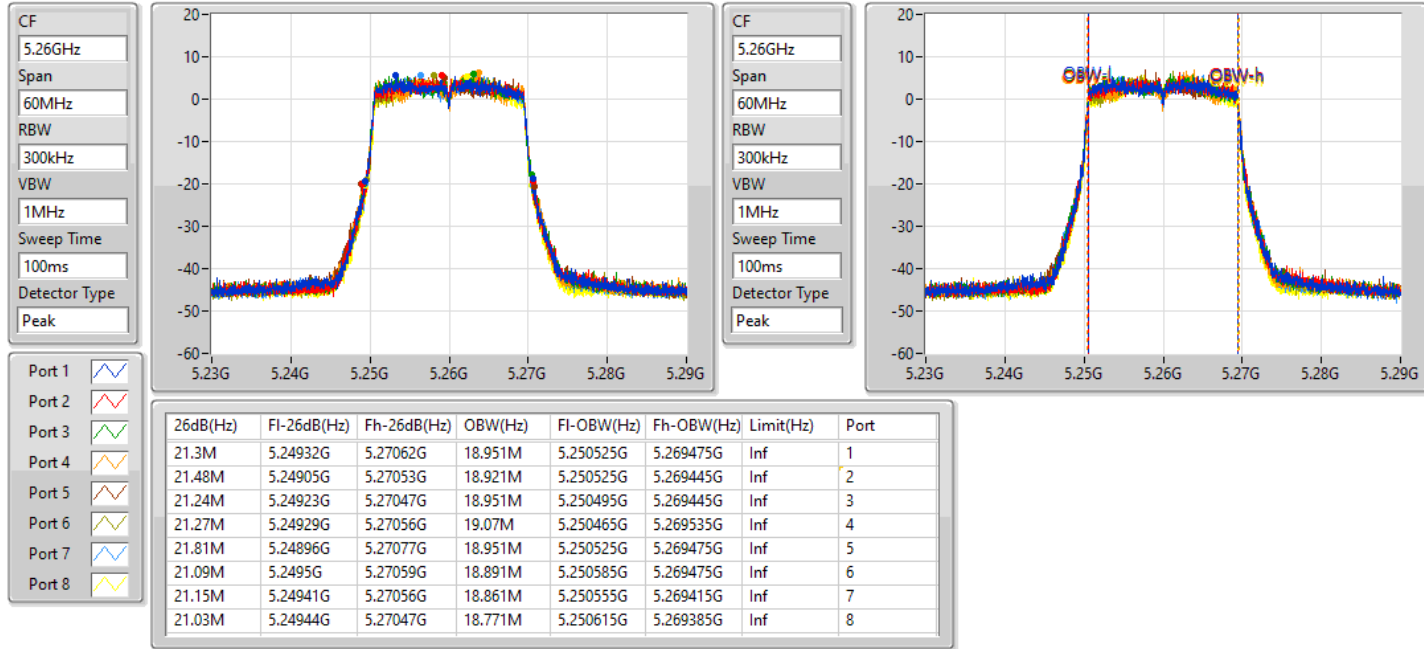 CF
5.26GHz
Span
60MHz
RBW
300kHz
VBW
1MHz
Sweep Time
100ms
Detector Type
Peak
20
10
0
-10
-20
-30
-40
-50
-60
5.23G 5.24G 5.25G 5.26G 5.27G 5.28G 5.29G
CF
5.26GHz
Span
60MHz
RBW
300kHz
VBW
1MHz
Sweep Time
100ms
Detector Type
Peak
20
10
0
-10
-20
-30
-40
-50
-60
OBW-l OBW-h
5.23G 5.24G 5.25G 5.26G 5.27G 5.28G 5.29G
Port 1
Port 2
Port 3
Port 4
Port 5
Port 6
Port 7
Port 8
26dB(Hz) Fl-26dB(Hz) Fh-26dB(Hz) OBW(Hz) Fl-OBW(Hz) Fh-OBW(Hz) Limit(Hz) Port
21.3M 5.24932G 5.27062G 18.951M 5.250525G 5.269475G Inf 1
21.48M 5.24905G 5.27053G 18.921M 5.250525G 5.269445G Inf 2
21.24M 5.24923G 5.27047G 18.951M 5.250495G 5.269445G Inf 3
21.27M 5.24929G 5.27056G 19.07M 5.250465G 5.269535G Inf 4
21.81M 5.24896G 5.27077G 18.951M 5.250525G 5.269475G Inf 5
21.09M 5.2495G 5.27059G 18.891M 5.250585G 5.269475G Inf 6
21.15M 5.24941G 5.27056G 18.861M 5.250555G 5.269415G Inf 7
21.03M 5.24944G 5.27047G 18.771M 5.250615G 5.269385G Inf 8